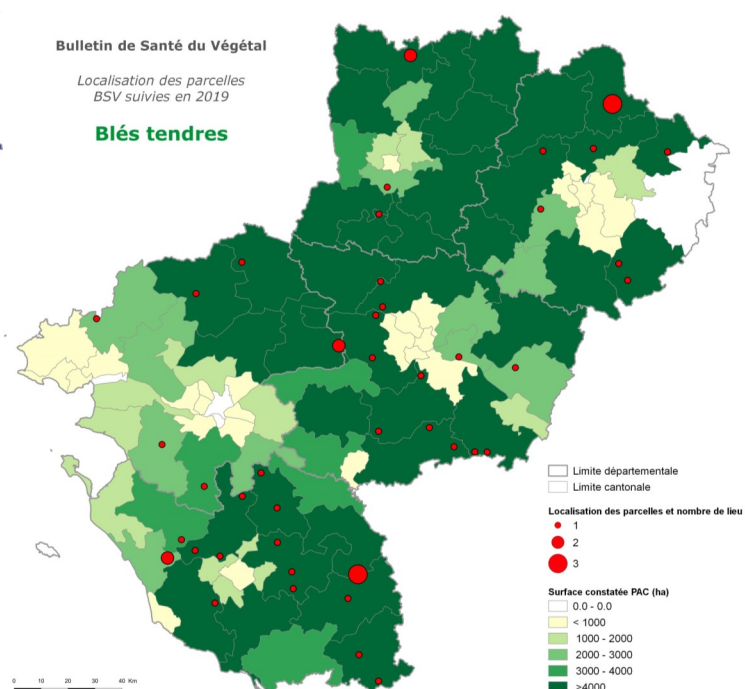 Bulletin de Santé du Végétal
Localisation des parcelles
BSV suivies en 2019
Blés tendres
Limite départementale
Limite cantonale
Localisation des parcelles et nombre de lieu
1
2
3
Surface constatée PAC (ha)
0.0 - 0.0
< 1000
1000 - 2000
2000 - 3000
3000 - 4000
>4000
0 10 20 30 40 Km